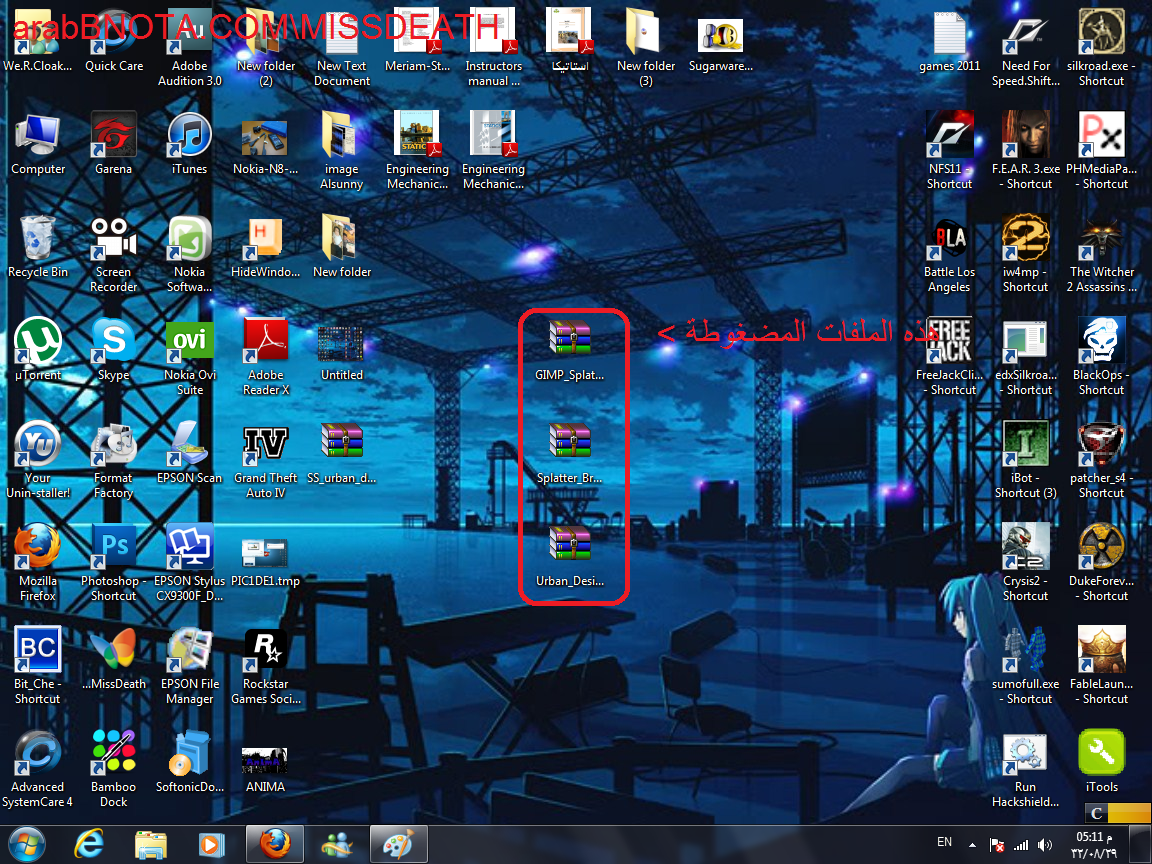 arabBNOTA.COM\MISSDEATH
We.R.Cloak...
Quick Care
Adobe
Audition 3.0
New folder
(2)
New Text
Document
Meriam-St...
Instructors
manual ...
استاتيكا
New folder
(3)
Sugarware...
games 2011
Need For
Speed.Shift...
silkroad.exe -
Shortcut
Computer
Garena
iTunes
Nokia-N8-...
image
Alsunny
Engineering
Mechanic...
Engineering
Mechanic...
NFS11 -
Shortcut
F.E.A.R. 3.exe
- Shortcut
PHMediaPa...
- Shortcut
Recycle Bin
Screen
Recorder
Nokia
Softwa...
HideWindo...
New folder
Battle Los
Angeles
iw4mp -
Shortcut
The Witcher
2 Assassins ...
هذه الملفات المضغوطة >
µTorrent
Skype
Nokia Ovi
Suite
Adobe
Reader X
Untitled
GIMP_Splat...
FreeJackCli...
- Shortcut
edxSilkroa...
- Shortcut
BlackOps -
Shortcut
Your
Unin-staller!
Format
Factory
EPSON Scan
Grand Theft
Auto IV
SS_urban_d...
Splatter_Br...
iBot -
Shortcut (3)
patcher_s4 -
Shortcut
Mozilla
Firefox
Photoshop -
Shortcut
EPSON Stylus
CX9300F_D...
PIC1DE1.tmp
Urban_Desi...
Crysis2 -
Shortcut
DukeForev...
- Shortcut
Bit_Che -
Shortcut
...MissDeath
EPSON File
Manager
Rockstar
Games Soci...
sumofull.exe
- Shortcut
FableLaun...
- Shortcut
Advanced
SystemCare 4
Bamboo
Dock
SoftonicDo...
ANIMA
Run
Hackshield...
iTools
C
EN
05:11 م
٣٢/٠٨/٢٩